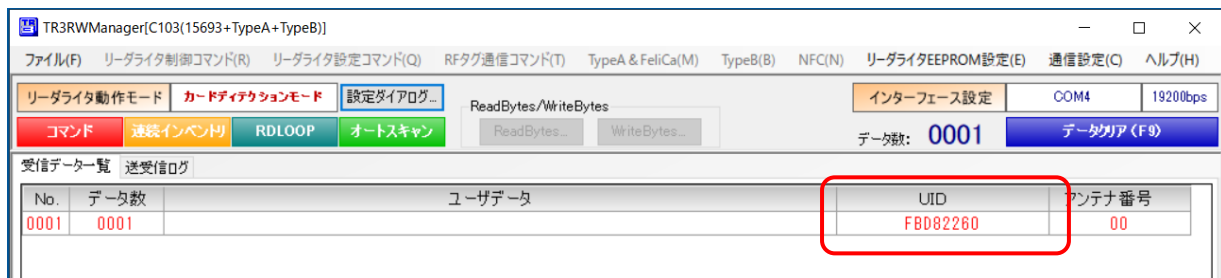 TR3RWManager[C103(15693+TypeA+TypeB)]
ファイル(F) リーダライタ制御コマンド(R) リーダライタ設定コマンド(Q) RFタグ通信コマンド(T) TypeA & FeliCa(M) TypeB(B) NFC(N) リーダライタEEPROM設定(E) 通信設定(C) ヘルプ(H)
リーダライタ動作モード カードディテクションモード 設定ダイアログ... ReadBytes/WriteBytes インターフェース設定 COM4 19200bps
コマンド 連続インベントリ RDLOOP オートスキャン ReadBytes... WriteBytes... データ数: 0001 データクリア(F9)
受信データ一覧 送受信ログ
No. データ数 ユーザデータ UID アンテナ番号
0001 0001 FBD82260 00